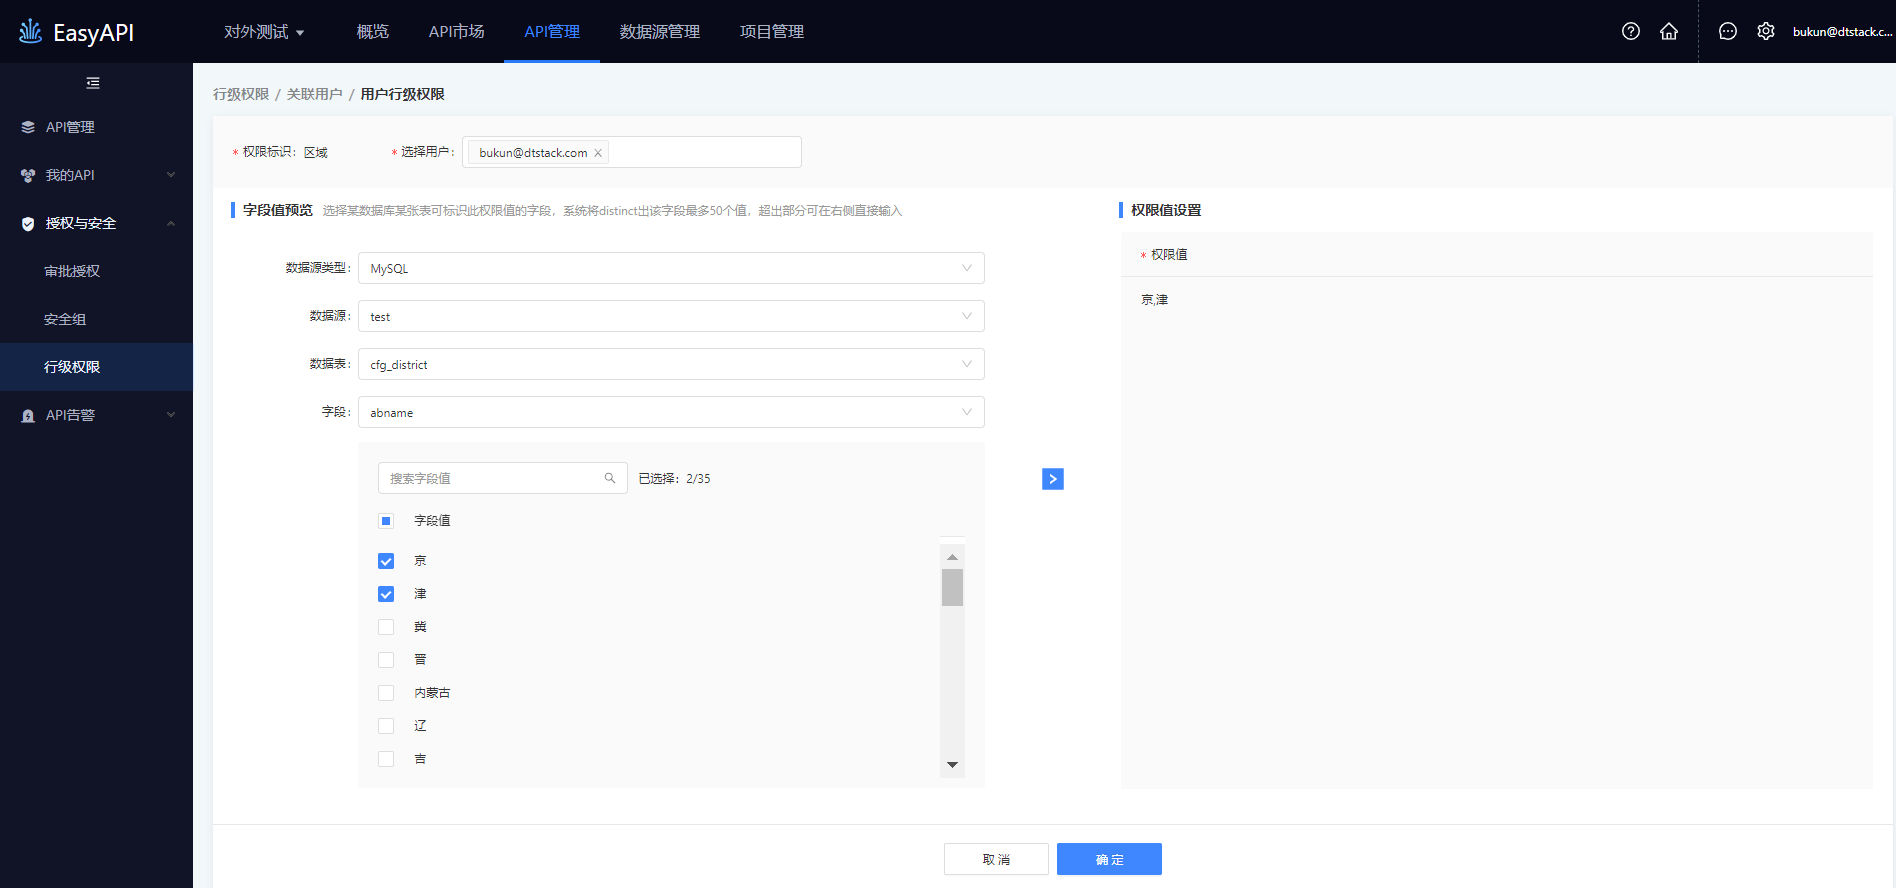 EasyAPI
对外测试
概览
API市场
API管理
数据源管理
项目管理
bukun@dtstack.c...
API管理
我的API
授权与安全
审批授权
安全组
行级权限
API告警
行级权限 / 关联用户 / 用户行级权限
* 权限标识: 区域
* 选择用户: bukun@dtstack.com ×
字段值预览 选择某数据库某张表可标识此权限值的字段，系统将distinct出该字段最多50个值，超出部分可在右侧直接输入
数据源类型: MySQL
数据源: test
数据表: cfg_district
字段: abname
搜索字段值
已选择: 2/35
字段值
京
津
冀
晋
内蒙古
辽
吉
权限值设置
* 权限值
京,津
取消
确定